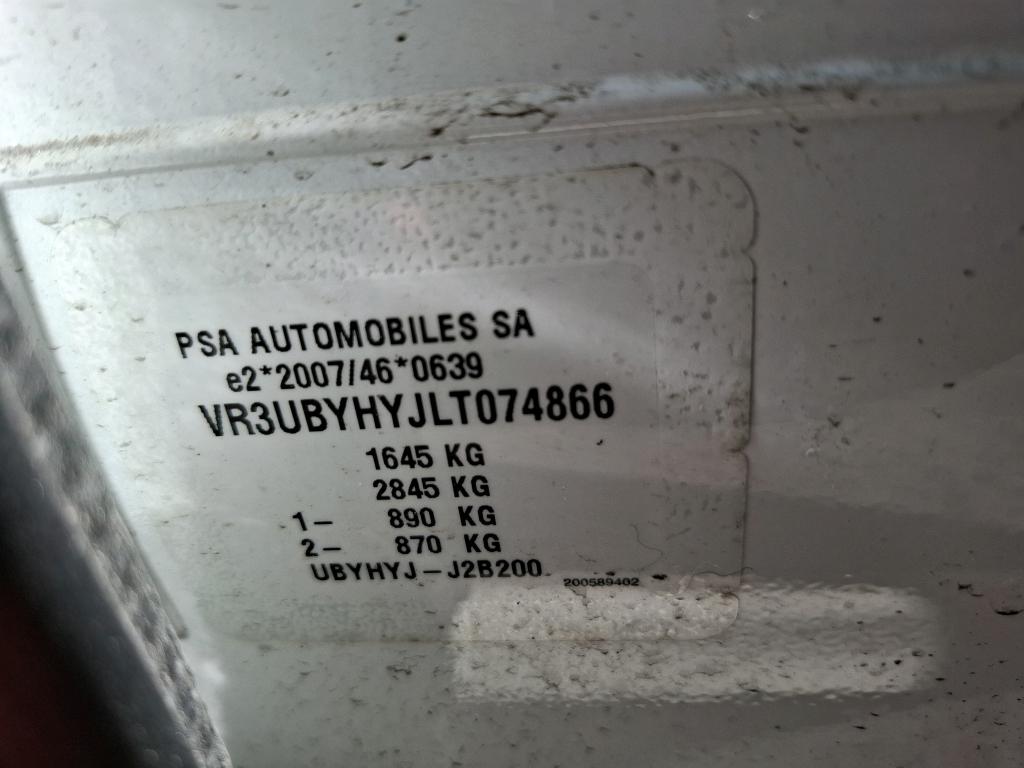 PSA AUTOMOBILES SA
e2*2007/46*0639
VR3UBYHYJLT074866
1645 KG
2845 KG
1- 890 KG
2- 870 KG
UBYHYJ-J2B200
200589402